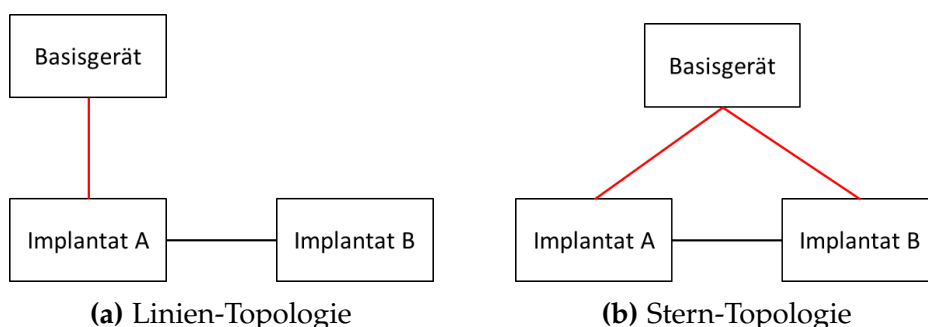 Basisgerät
Implantat A
Implantat B
(a) Linien-Topologie
Basisgerät
Implantat A
Implantat B
(b) Stern-Topologie